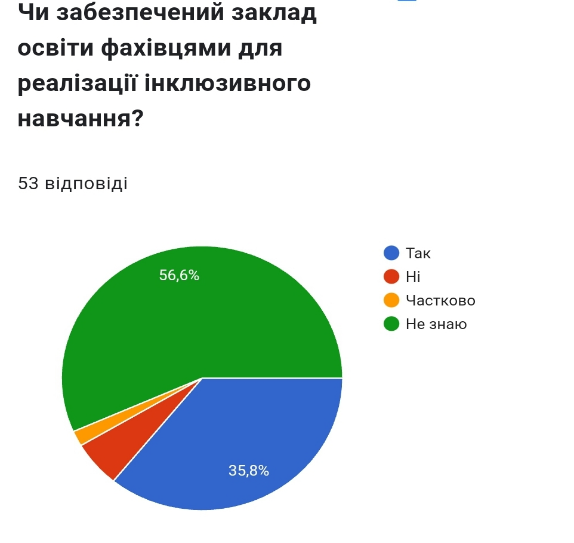 Чи забезпечений заклад
освіти фахівцями для
реалізації інклюзивного
навчання?
53 відповіді
56,6%
35,8%
Так
Ні
Частково
Не знаю